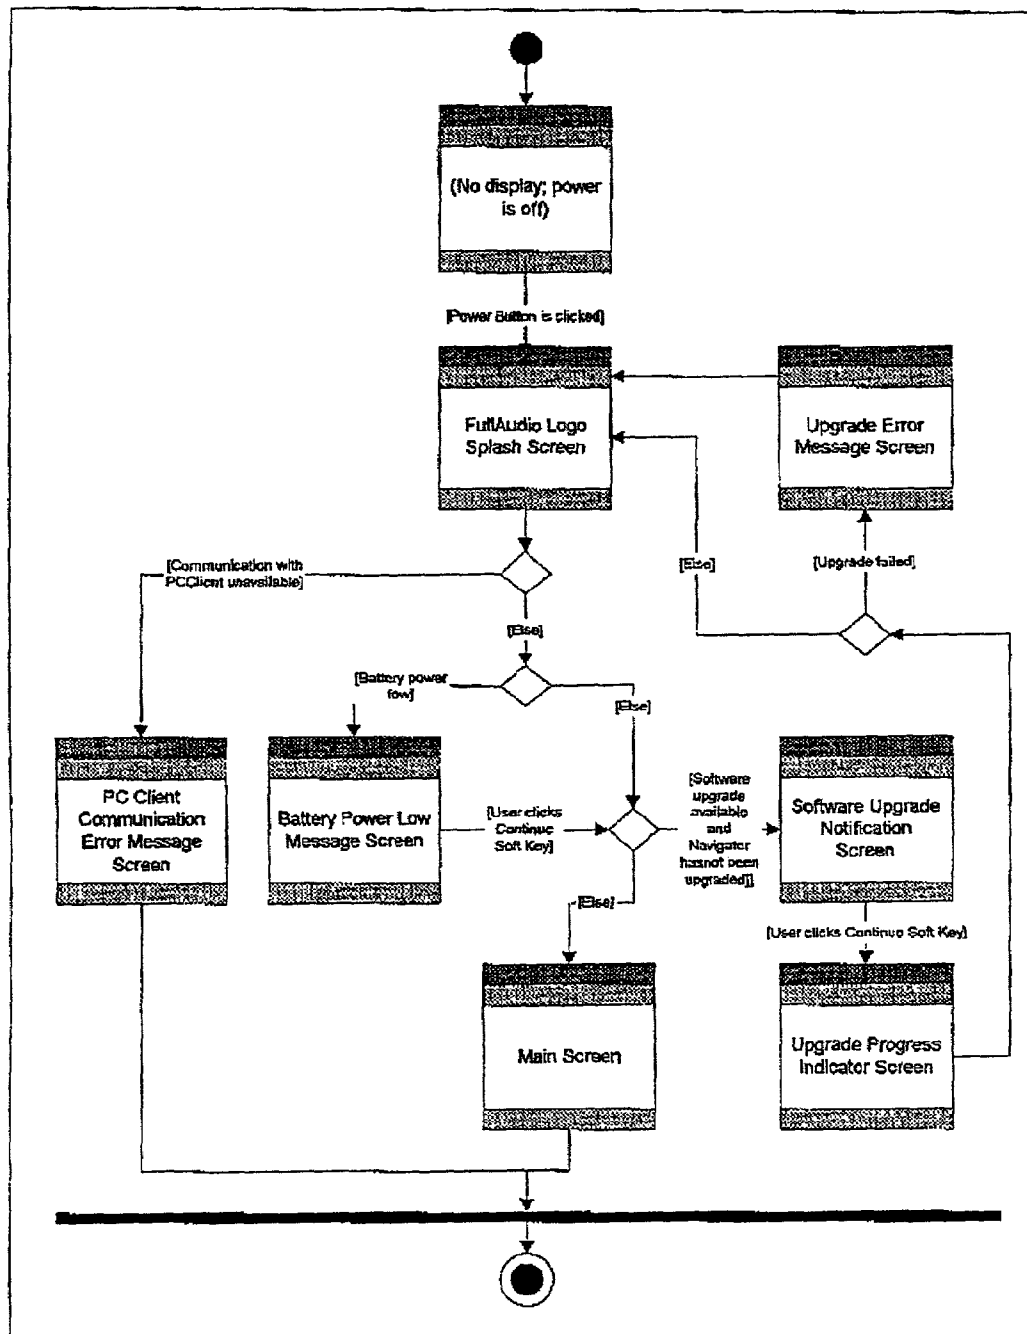 (No display; power
is off)
[Power Button is clicked]
FullAudio Logo
Splash Screen
Upgrade Error
Message Screen
[Communication with
PCClient unavailable]
[Else]
[Upgrade failed]
[Else]
[Battery power
low]
[Else]
PC Client
Communication
Error Message
Screen
Battery Power Low
Message Screen
[User clicks
Continue
Soft Key]
[Software
upgrade
available
and
Navigator
hasnot been
upgraded]]
Software Upgrade
Notification
Screen
[Else]
[User clicks Continue Soft Key]
Main Screen
Upgrade Progress
Indicator Screen